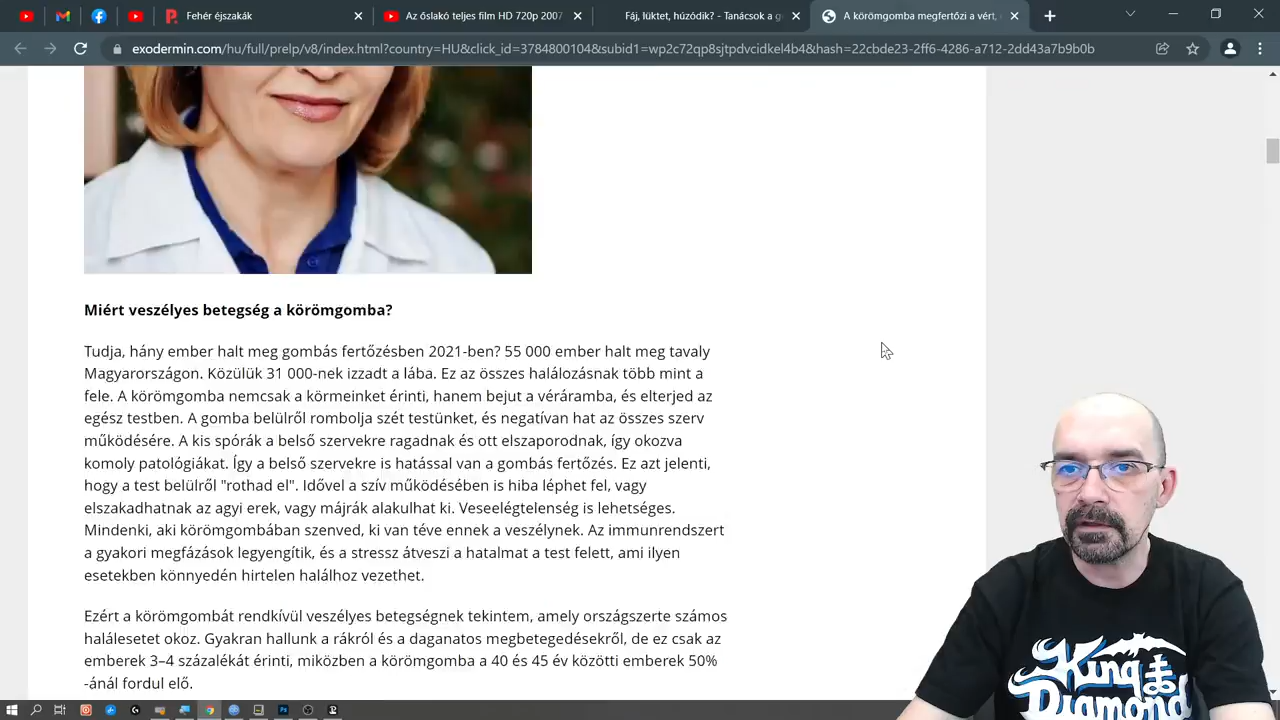 Fehér éjszakák
Az őslakó teljes film HD 720p 2007
Fáj, lüktet, húzódik? - Tanácsok a g
A körömgomba megfertőzi a vért,
exodermin.com/hu/full/prelp/v8/index.html?country=HU&click_id=3784800104&subid1=wp2c72qp8sjtpdvcidkel4b4&hash=22cbde23-2ff6-4286-a712-2dd43a7b9b0b
Miért veszélyes betegség a körömgomba?
Tudja, hány ember halt meg gombás fertőzésben 2021-ben? 55 000 ember halt meg tavaly
Magyarországon. Közülük 31 000-nek izzadt a lába. Ez az összes halálozásnak több mint a
fele. A körömgomba nemcsak a körmeinket érinti, hanem bejut a véráramba, és elterjed az
egész testben. A gomba belülről rombolja szét testünket, és negatívan hat az összes szerv
működésére. A kis spórák a belső szervekre ragadnak és ott elszaporodnak, így okozva
komoly patológiákat. Így a belső szervekre is hatással van a gombás fertőzés. Ez azt jelenti,
hogy a test belülről "rothad el". Idővel a szív működésében is hiba léphet fel, vagy
elszakadhatnak az agyi erek, vagy májrák alakulhat ki. Veseelégtelenség is lehetséges.
Mindenki, aki körömgombában szenved, ki van téve ennek a veszélynek. Az immunrendszert
a gyakori megfázások legyengítik, és a stressz átveszi a hatalmat a test felett, ami ilyen
esetekben könnyedén hirtelen halálhoz vezethet.
Ezért a körömgombát rendkívül veszélyes betegségnek tekintem, amely országszerte számos
halálesetet okoz. Gyakran hallunk a rákról és a daganatos megbetegedésekről, de ez csak az
emberek 3–4 százalékát érinti, miközben a körömgomba a 40 és 45 év közötti emberek 50%
-ánál fordul elő.
King
Diamond